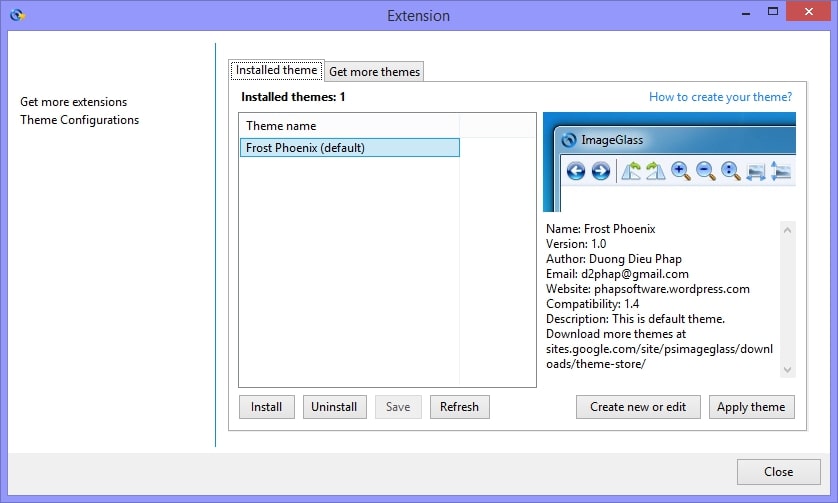 Extension
Get more extensions
Theme Configurations
Installed theme
Get more themes
Installed themes: 1
How to create your theme?
Theme name
Frost Phoenix (default)
ImageGlass
Name: Frost Phoenix
Version: 1.0
Author: Duong Dieu Phap
Email: d2phap@gmail.com
Website: phapsoftware.wordpress.com
Compatibility: 1.4
Description: This is default theme.
Download more themes at
sites.google.com/site/psimageglass/downl
oads/theme-store/
Install
Uninstall
Save
Refresh
Create new or edit
Apply theme
Close